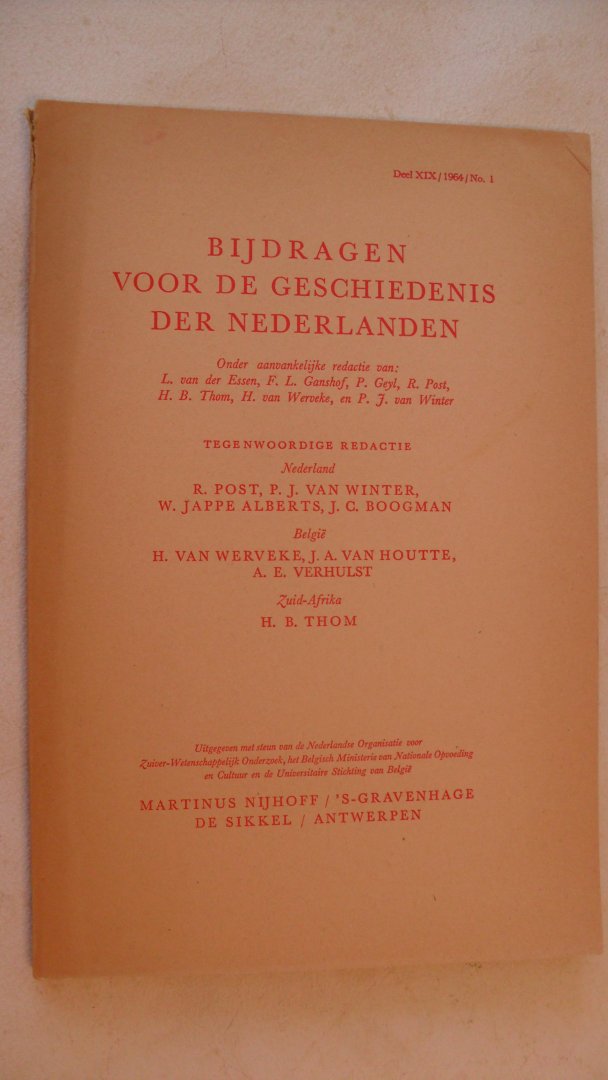 Deel XIX / 1964 / No. 1
BIJDRAGEN
VOOR DE GESCHIEDENIS
DER NEDERLANDEN
Onder aanvankelijke redactie van:
L. van der Essen, F. L. Ganshof, P. Geyl, R. Post,
H. B. Thom, H. van Werveke, en P. J. van Winter
TEGENWOORDIGE REDACTIE
Nederland
R. POST, P. J. VAN WINTER,
W. JAPPE ALBERTS, J. C. BOOGMAN
België
H. VAN WERVEKE, J. A. VAN HOUTTE,
A. E. VERHULST
Zuid-Afrika
H. B. THOM
Uitgegeven met steun van de Nederlandse Organisatie voor
Zuiver-Wetenschappelijk Onderzoek, het Belgisch Ministerie van Nationale Opvoeding
en Cultuur en de Universitaire Stichting van België
MARTINUS NIJHOFF / 'S-GRAVENHAGE
DE SIKKEL / ANTWERPEN